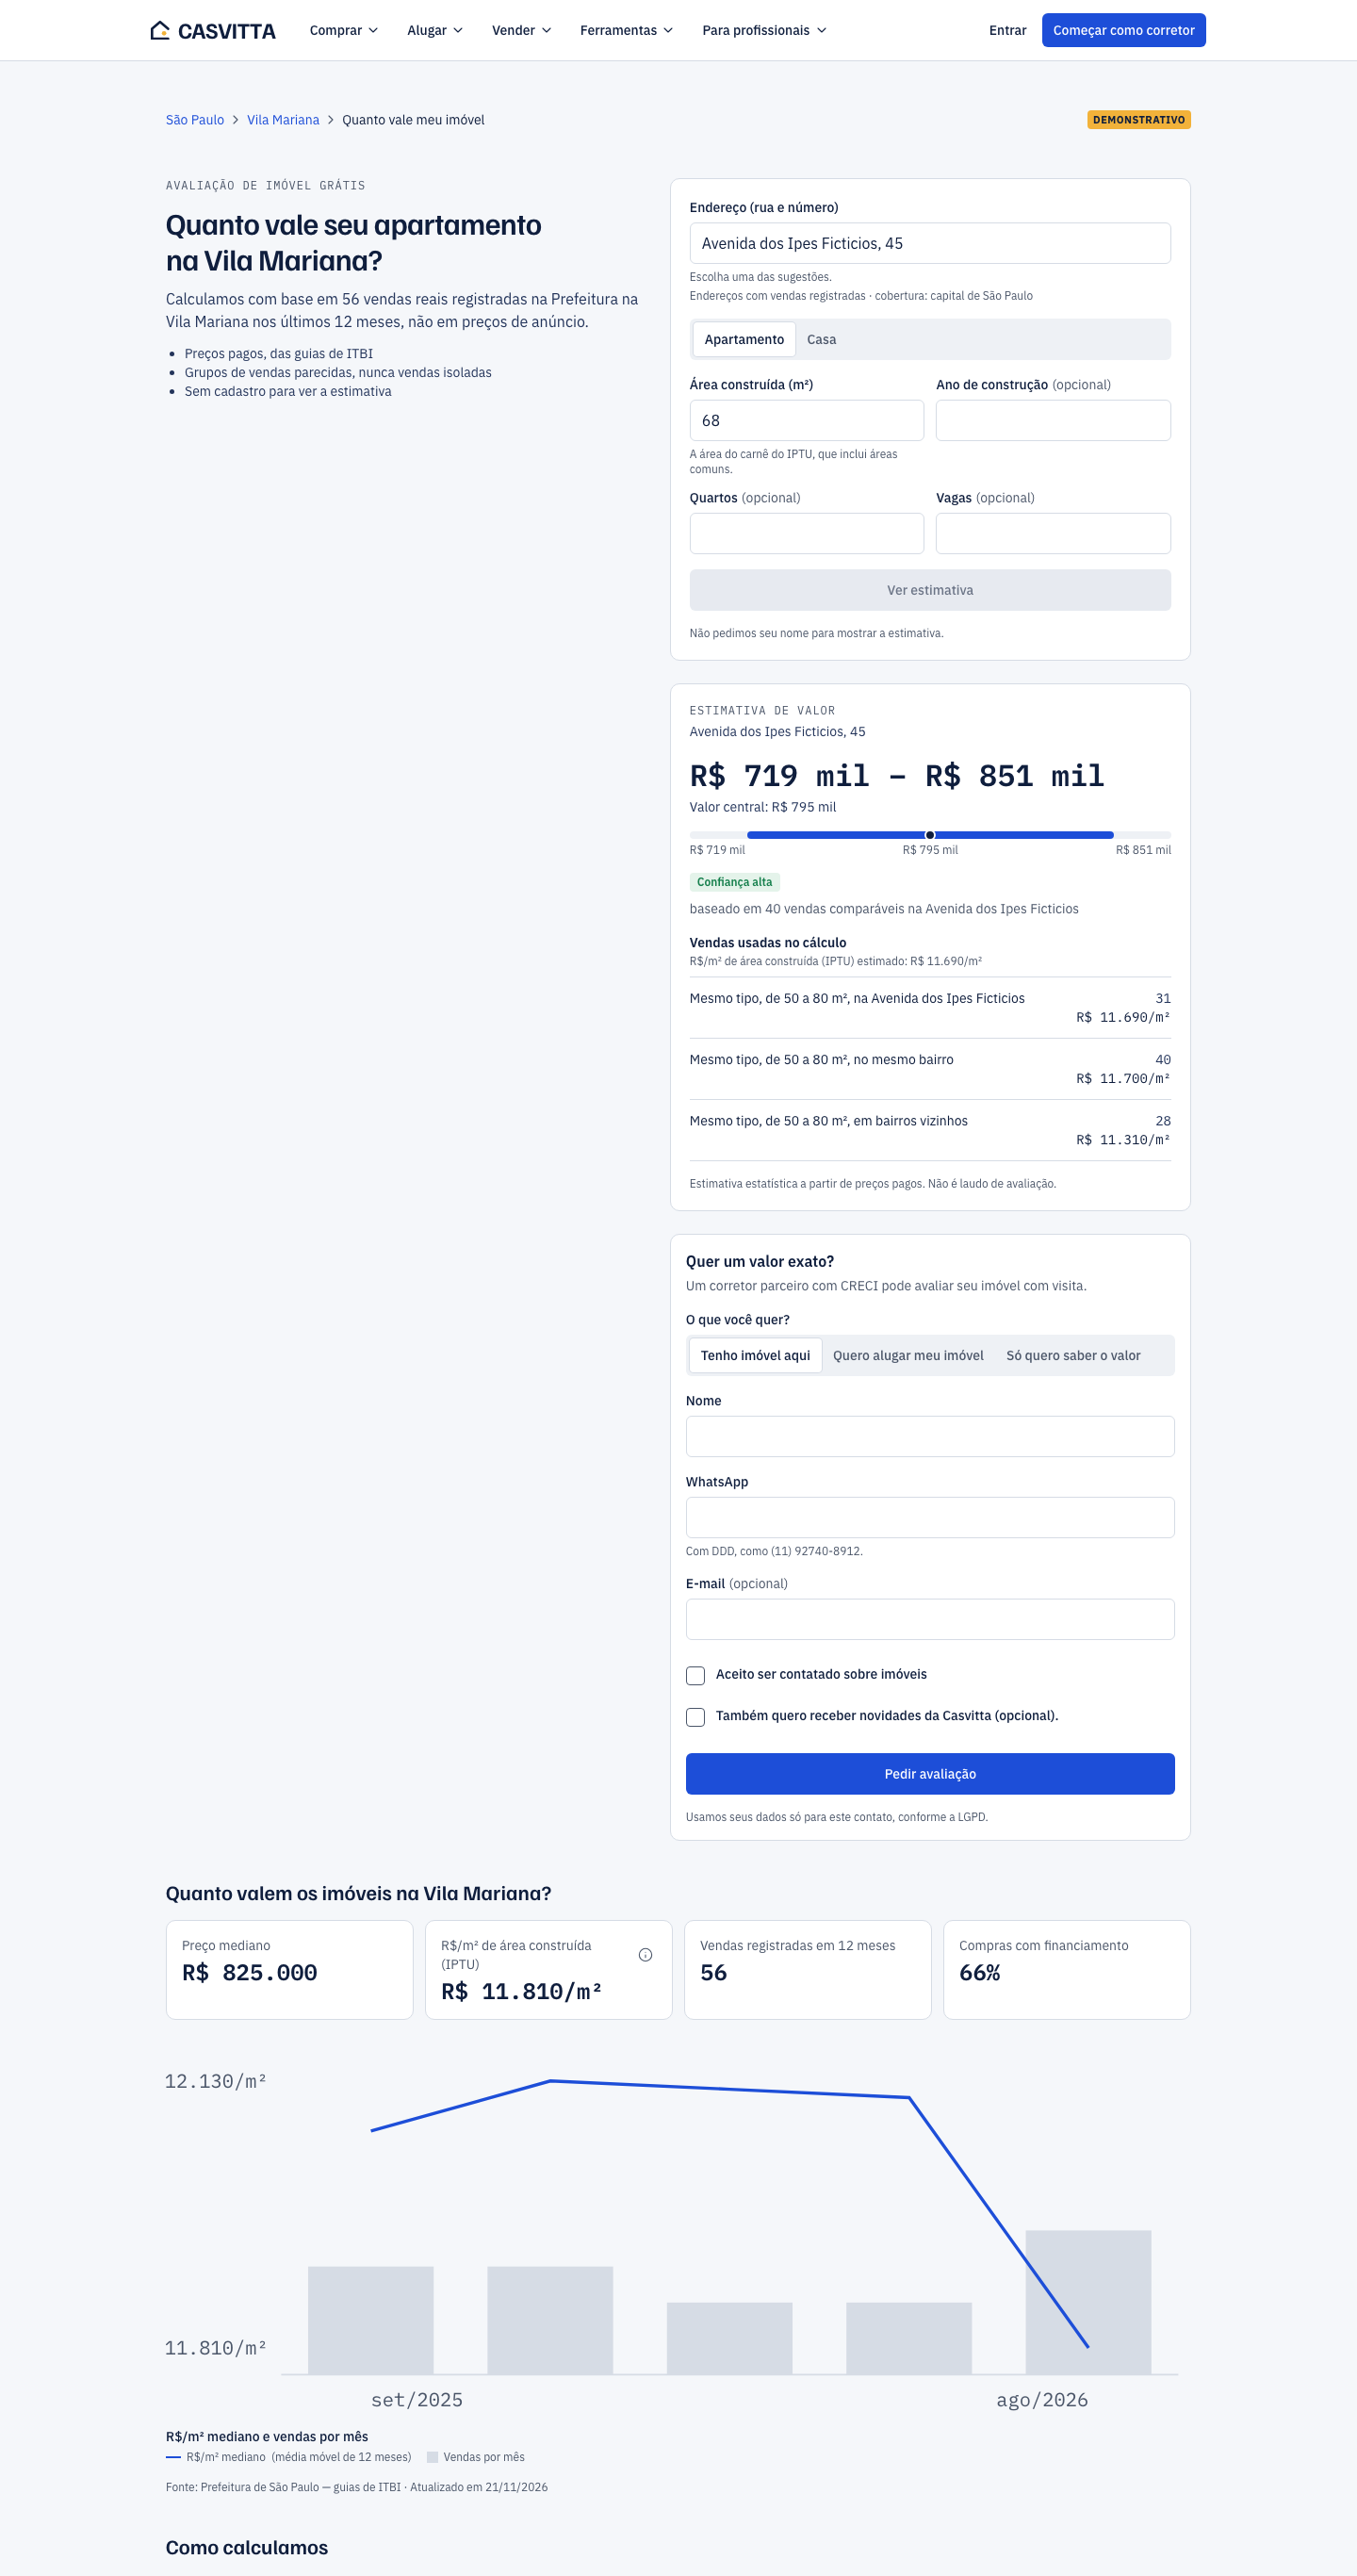 CASVITTA
Comprar
Alugar
Vender
Ferramentas
Para profissionais
Entrar
Começar como corretor
São Paulo > Vila Mariana > Quanto vale meu imóvel
DEMONSTRATIVO
AVALIAÇÃO DE IMÓVEL GRÁTIS
Quanto vale seu apartamento
na Vila Mariana?
Calculamos com base em 56 vendas reais registradas na Prefeitura na
Vila Mariana nos últimos 12 meses, não em preços de anúncio.
• Preços pagos, das guias de ITBI
• Grupos de vendas parecidas, nunca vendas isoladas
• Sem cadastro para ver a estimativa
Endereço (rua e número)
Avenida dos Ipes Ficticios, 45
Escolha uma das sugestões.
Endereços com vendas registradas · cobertura: capital de São Paulo
Apartamento
Casa
Área construída (m²)
Ano de construção (opcional)
68
A área do carnê do IPTU, que inclui áreas
comuns.
Quartos (opcional)
Vagas (opcional)
Ver estimativa
Não pedimos seu nome para mostrar a estimativa.
ESTIMATIVA DE VALOR
Avenida dos Ipes Ficticios, 45
R$ 719 mil – R$ 851 mil
Valor central: R$ 795 mil
R$ 719 mil
R$ 795 mil
R$ 851 mil
Confiança alta
baseado em 40 vendas comparáveis na Avenida dos Ipes Ficticios
Vendas usadas no cálculo
R$/m² de área construída (IPTU) estimado: R$ 11.690/m²
Mesmo tipo, de 50 a 80 m², na Avenida dos Ipes Ficticios
31
R$ 11.690/m²
Mesmo tipo, de 50 a 80 m², no mesmo bairro
40
R$ 11.700/m²
Mesmo tipo, de 50 a 80 m², em bairros vizinhos
28
R$ 11.310/m²
Estimativa estatística a partir de preços pagos. Não é laudo de avaliação.
Quer um valor exato?
Um corretor parceiro com CRECI pode avaliar seu imóvel com visita.
O que você quer?
Tenho imóvel aqui
Quero alugar meu imóvel
Só quero saber o valor
Nome
WhatsApp
Com DDD, como (11) 92740-8912.
E-mail (opcional)
Aceito ser contatado sobre imóveis
Também quero receber novidades da Casvitta (opcional).
Pedir avaliação
Usamos seus dados só para este contato, conforme a LGPD.
Quanto valem os imóveis na Vila Mariana?
Preço mediano
R$ 825.000
R$/m² de área construída
(IPTU)
R$ 11.810/m²
Vendas registradas em 12 meses
56
Compras com financiamento
66%
12.130/m²
11.810/m²
set/2025
ago/2026
R$/m² mediano e vendas por mês
R$/m² mediano (média móvel de 12 meses)
Vendas por mês
Fonte: Prefeitura de São Paulo — guias de ITBI · Atualizado em 21/11/2026
Como calculamos